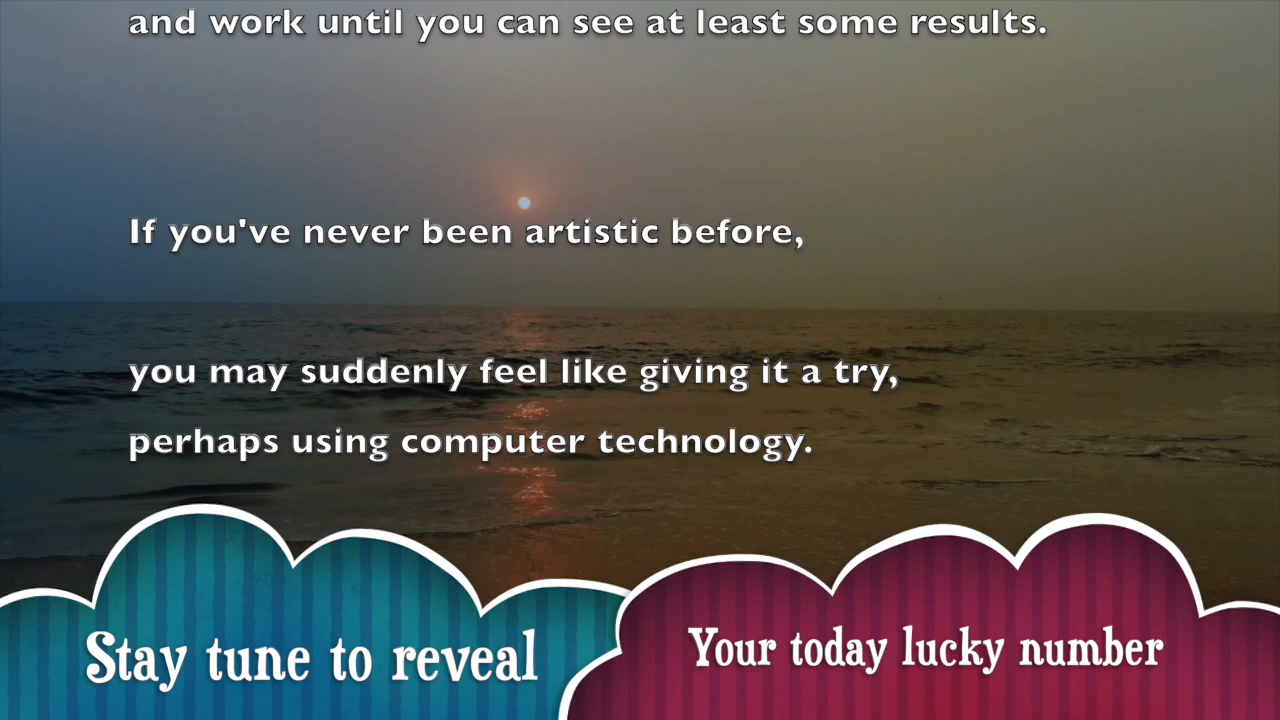 and work until you can see at least some results.
If you've never been artistic before,
you may suddenly feel like giving it a try,
perhaps using computer technology.
Stay tune to reveal
Your today lucky number